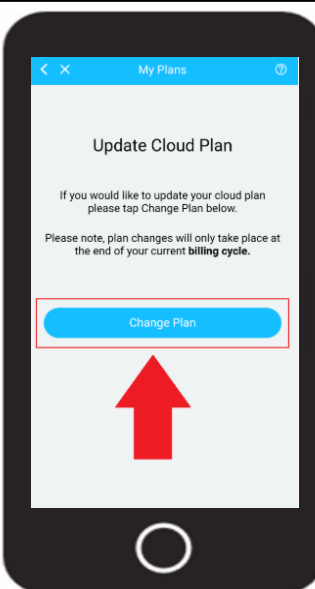 My Plans
Update Cloud Plan
If you would like to update your cloud plan
please tap Change Plan below.
Please note, plan changes will only take place at
the end of your current billing cycle.
Change Plan